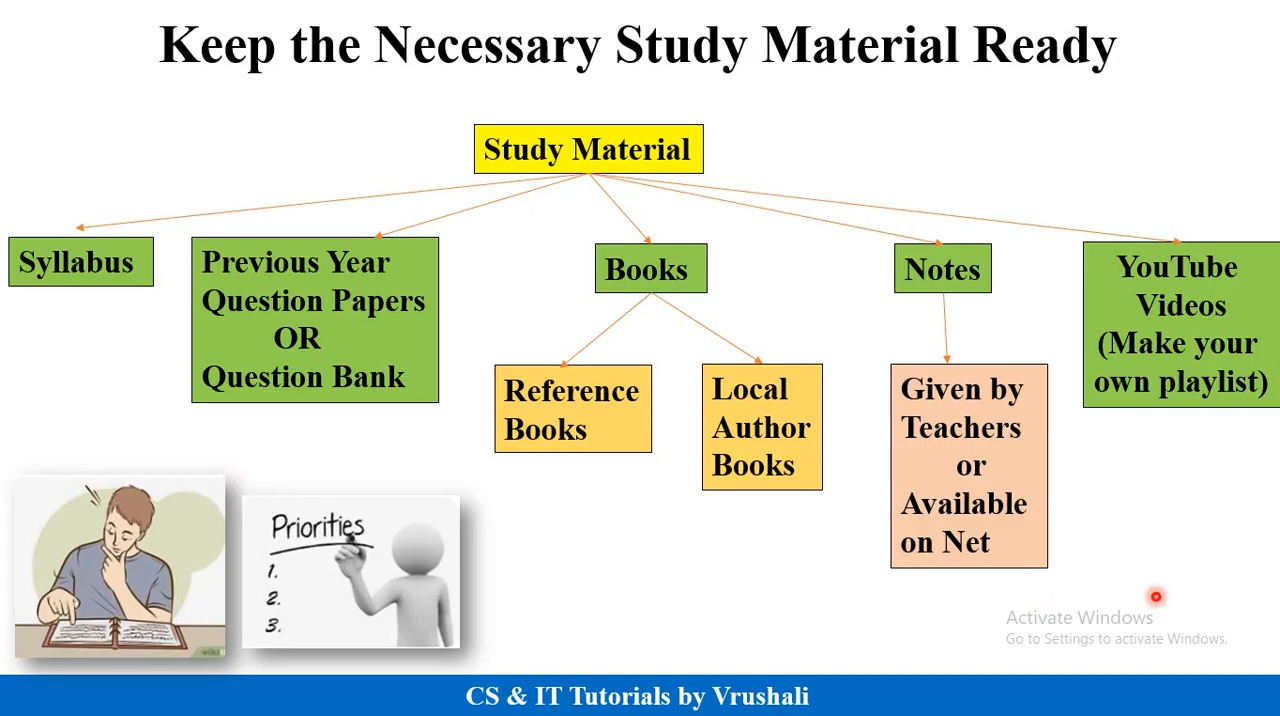 Keep the Necessary Study Material Ready
Study Material
Syllabus
Previous Year
Question Papers
OR
Question Bank
Books
Notes
YouTube
Videos
(Make your
own playlist)
Reference
Books
Local
Author
Books
Given by
Teachers
or
Available
on Net
Priorities
1.
2.
3.
wiki
Activate Windows
Go to Settings to activate Windows.
CS & IT Tutorials by Vrushali